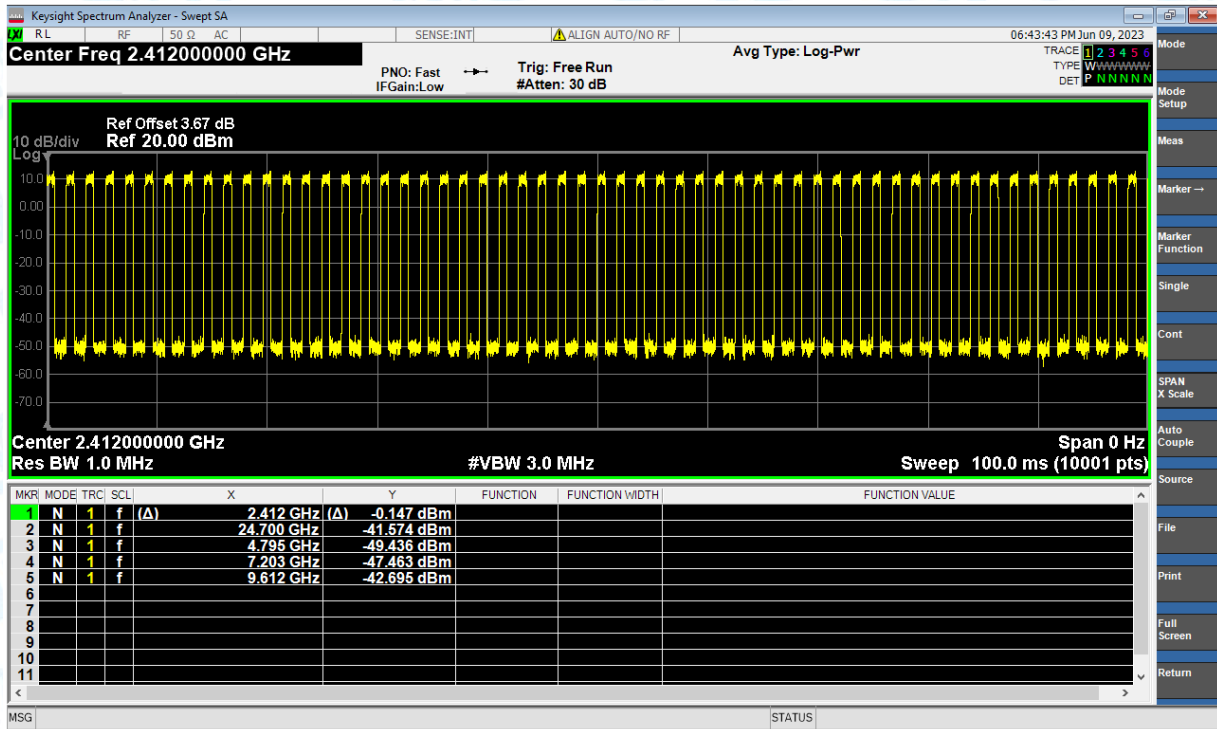 Keysight Spectrum Analyzer - Swept SA
LXI RL RF 50 Ω AC SENSE:INT ALIGN AUTO/NO RF 06:43:43 PM Jun 09, 2023
Center Freq 2.412000000 GHz
Avg Type: Log-Pwr
TRACE 1 2 3 4 5 6
PNO: Fast
Trig: Free Run
TYPE WWWWWW
IFGain:Low
#Atten: 30 dB
DET P N N N N N
Ref Offset 3.67 dB
10 dB/div Ref 20.00 dBm
Log
10.0
0.00
-10.0
-20.0
-30.0
-40.0
-50.0
-60.0
-70.0
Center 2.412000000 GHz Span 0 Hz
Res BW 1.0 MHz #VBW 3.0 MHz Sweep 100.0 ms (10001 pts)
MKR MODE TRC SCL X Y FUNCTION FUNCTION WIDTH FUNCTION VALUE
1 N 1 f (Δ) 2.412 GHz (Δ) -0.147 dBm
2 N 1 f 24.700 GHz -41.574 dBm
3 N 1 f 4.795 GHz -49.436 dBm
4 N 1 f 7.203 GHz -47.463 dBm
5 N 1 f 9.612 GHz -42.695 dBm
6
7
8
9
10
11
MSG STATUS
Mode
Mode
Setup
Meas
Marker →
Marker
Function
Single
Cont
SPAN
X Scale
Auto
Couple
Source
File
Print
Full
Screen
Return